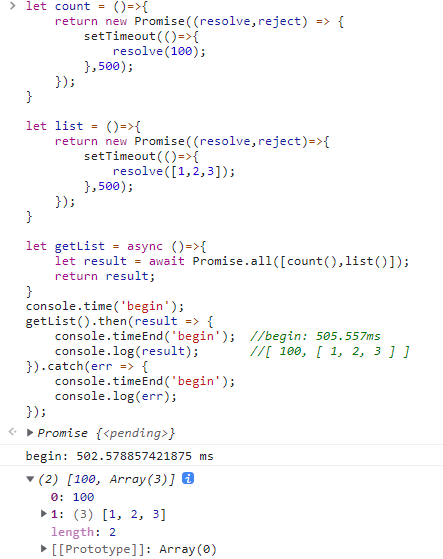 let count = ()=>{
    return new Promise((resolve,reject) => {
        setTimeout(()=>{
            resolve(100);
        },500);
    });
}

let list = ()=>{
    return new Promise((resolve,reject)=>{
        setTimeout(()=>{
            resolve([1,2,3]);
        },500);
    });
}

let getList = async ()=>{
    let result = await Promise.all([count(),list()]);
    return result;
}
console.time('begin');
getList().then(result => {
    console.timeEnd('begin');  //begin: 505.557ms
    console.log(result);       //[ 100, [ 1, 2, 3 ] ]
}).catch(err => {
    console.timeEnd('begin');
    console.log(err);
});
Promise {<pending>}
begin: 502.578857421875 ms
(2) [100, Array(3)]
0: 100
1: (3) [1, 2, 3]
length: 2
[[Prototype]]: Array(0)